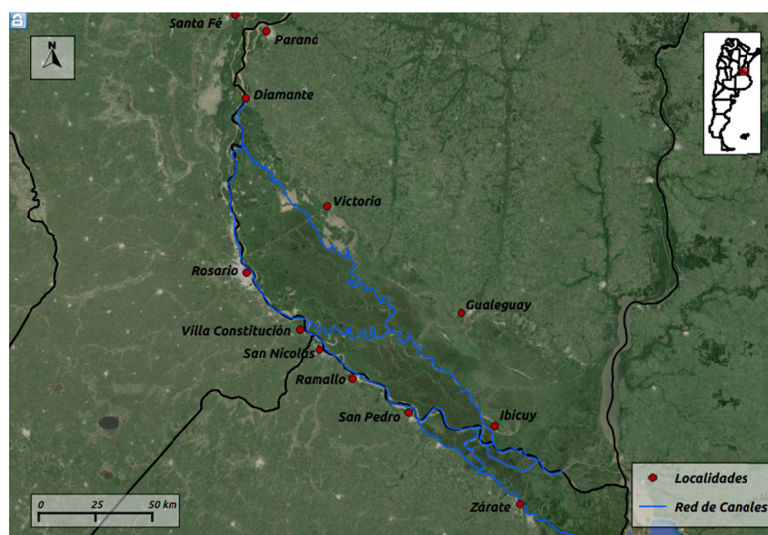 Santa Fé
Paraná
N
Diamante
Victoria
Rosario
Gualeguay
Villa Constitución
San Nicolás
Ramallo
San Pedro
Ibicuy
Zárate
0 25 50 km
Localidades
Red de Canales